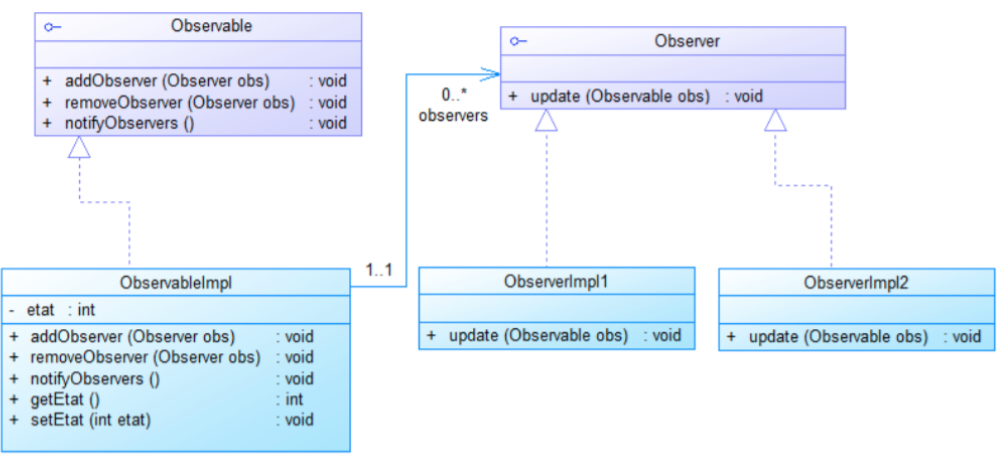 Observable
+ addObserver (Observer obs) : void
+ removeObserver (Observer obs) : void
+ notifyObservers () : void
Observer
+ update (Observable obs) : void
0..*
observers
1..1
ObservableImpl
- etat : int
+ addObserver (Observer obs) : void
+ removeObserver (Observer obs) : void
+ notifyObservers () : void
+ getEtat () : int
+ setEtat (int etat) : void
ObserverImpl1
+ update (Observable obs) : void
ObserverImpl2
+ update (Observable obs) : void